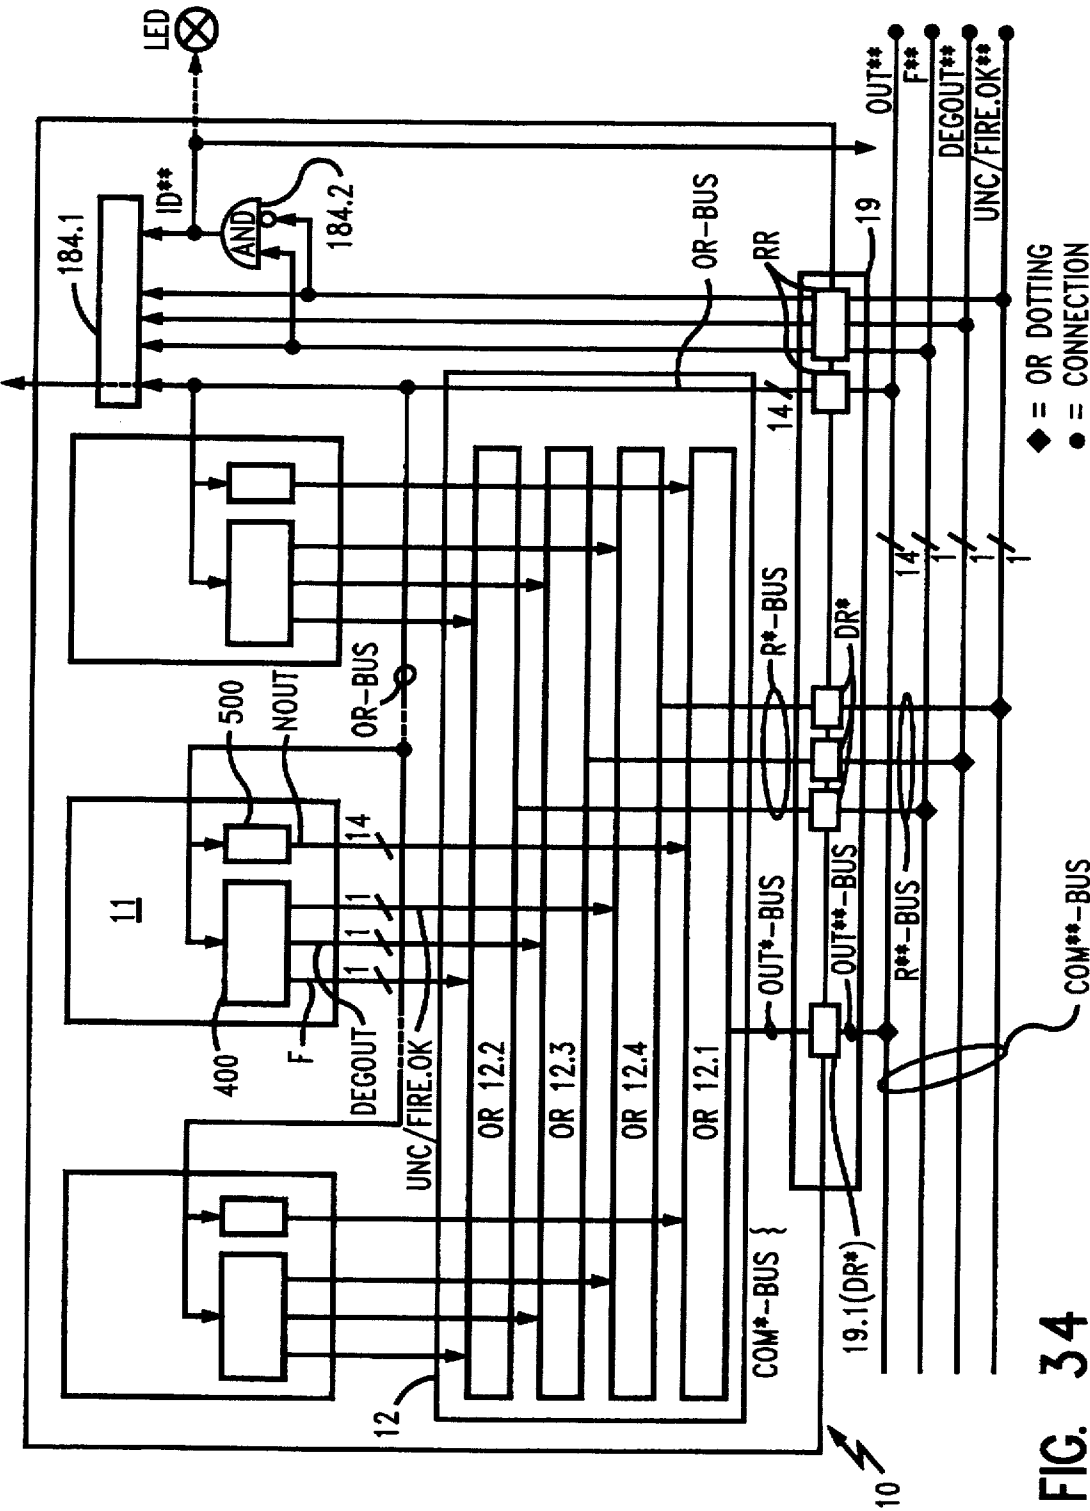 LED
184.1
ID**
AND
184.2
OR-BUS
RR
19
14
OUT**
F**
DEGOUT**
UNC/FIRE.OK**
11
500
NOUT
OR-BUS
400
F
DEGOUT
UNC/FIRE.OK
1
1
1
14
12
OR 12.2
OR 12.3
OR 12.4
OR 12.1
COM*-BUS }
OUT*-BUS
R*-BUS
DR*
19.1(DR*)
OUT**-BUS
R**-BUS
COM**-BUS
14
1
1
1
◆ = OR DOTTING
● = CONNECTION
10
FIG. 34